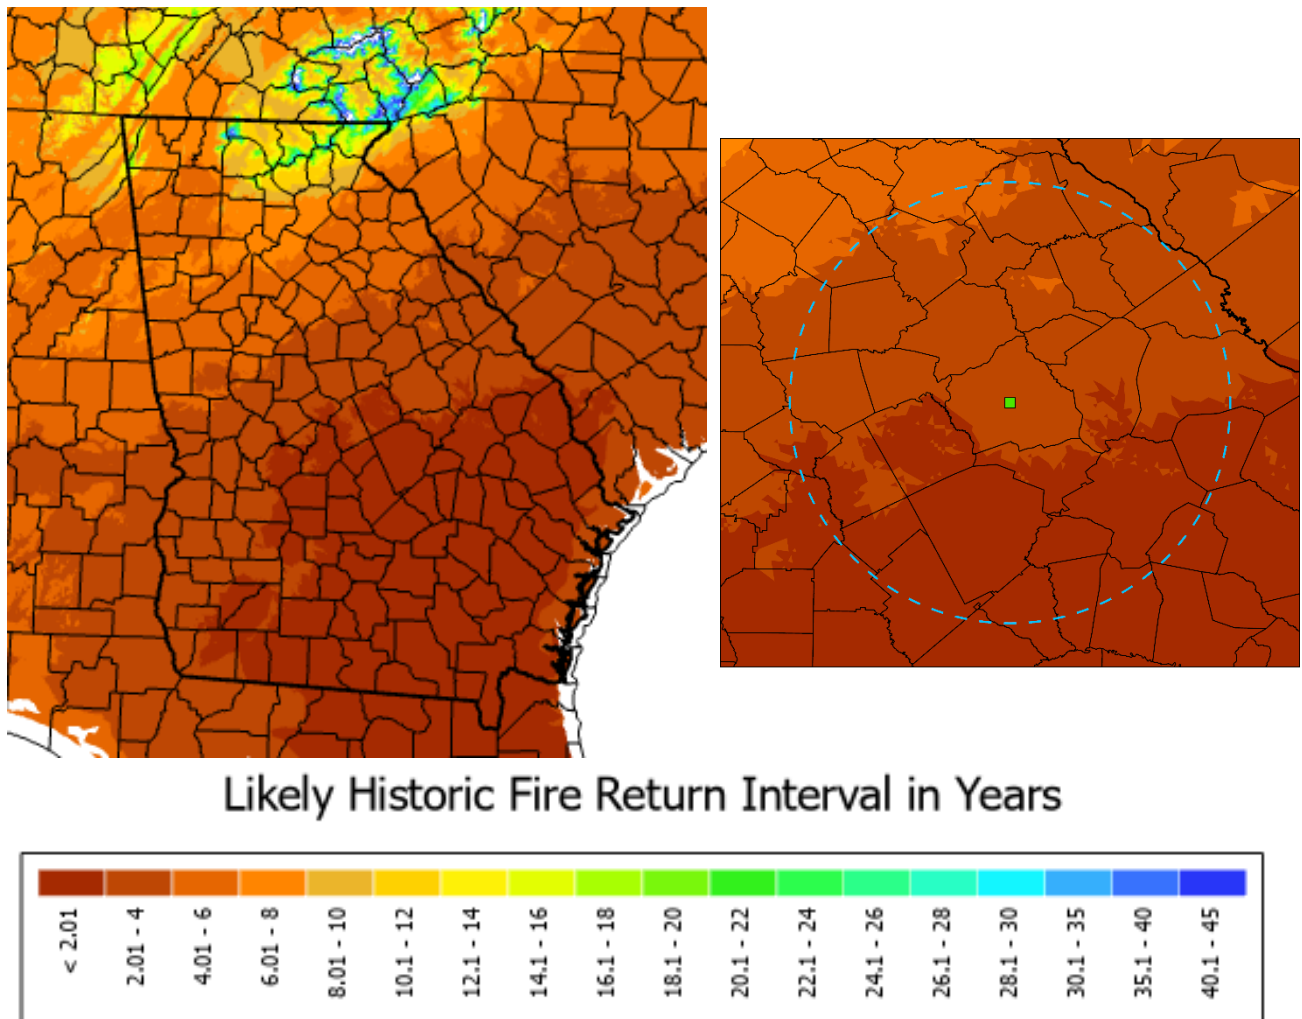 Likely Historic Fire Return Interval in Years
< 2.01
2.01 - 4
4.01 - 6
6.01 - 8
8.01 - 10
10.1 - 12
12.1 - 14
14.1 - 16
16.1 - 18
18.1 - 20
20.1 - 22
22.1 - 24
24.1 - 26
26.1 - 28
28.1 - 30
30.1 - 35
35.1 - 40
40.1 - 45